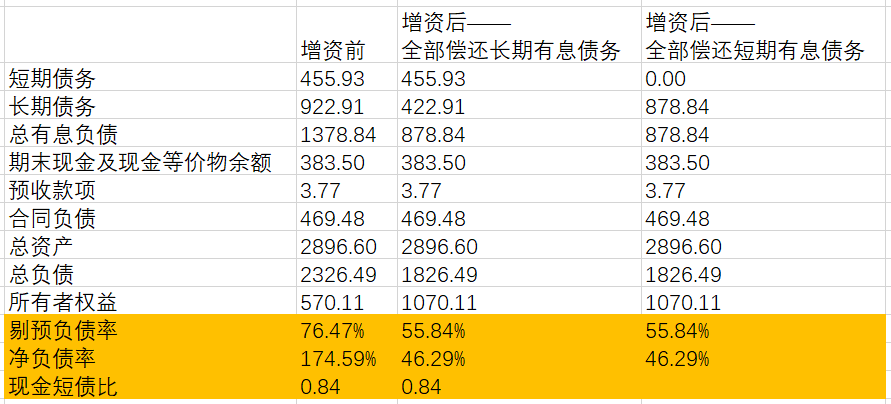 增资前 增资后—— 增资后——
全部偿还长期有息债务 全部偿还短期有息债务
短期债务 455.93 455.93 0.00
长期债务 922.91 422.91 878.84
总有息负债 1378.84 878.84 878.84
期末现金及现金等价物余额 383.50 383.50 383.50
预收款项 3.77 3.77 3.77
合同负债 469.48 469.48 469.48
总资产 2896.60 2896.60 2896.60
总负债 2326.49 1826.49 1826.49
所有者权益 570.11 1070.11 1070.11
剔预负债率 76.47% 55.84% 55.84%
净负债率 174.59% 46.29% 46.29%
现金短债比 0.84 0.84